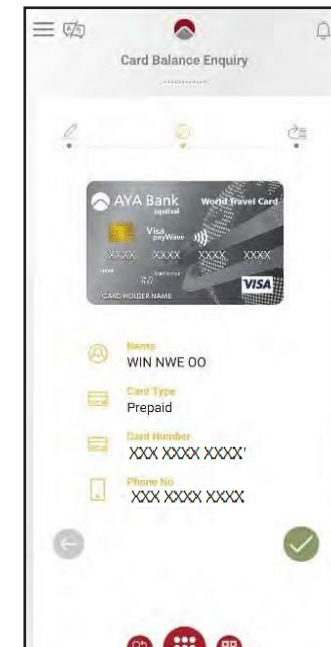 Card Balance Enquiry
AYA Bank
World Travel Card
Visa
payWave
XXXX XXXX XXXX XXXX
CARD HOLDER NAME
VISA
Name
WIN NWE OO
Card Type
Prepaid
Card Number
XXX XXXX XXXX'
Phone No
XXX XXXX XXXX